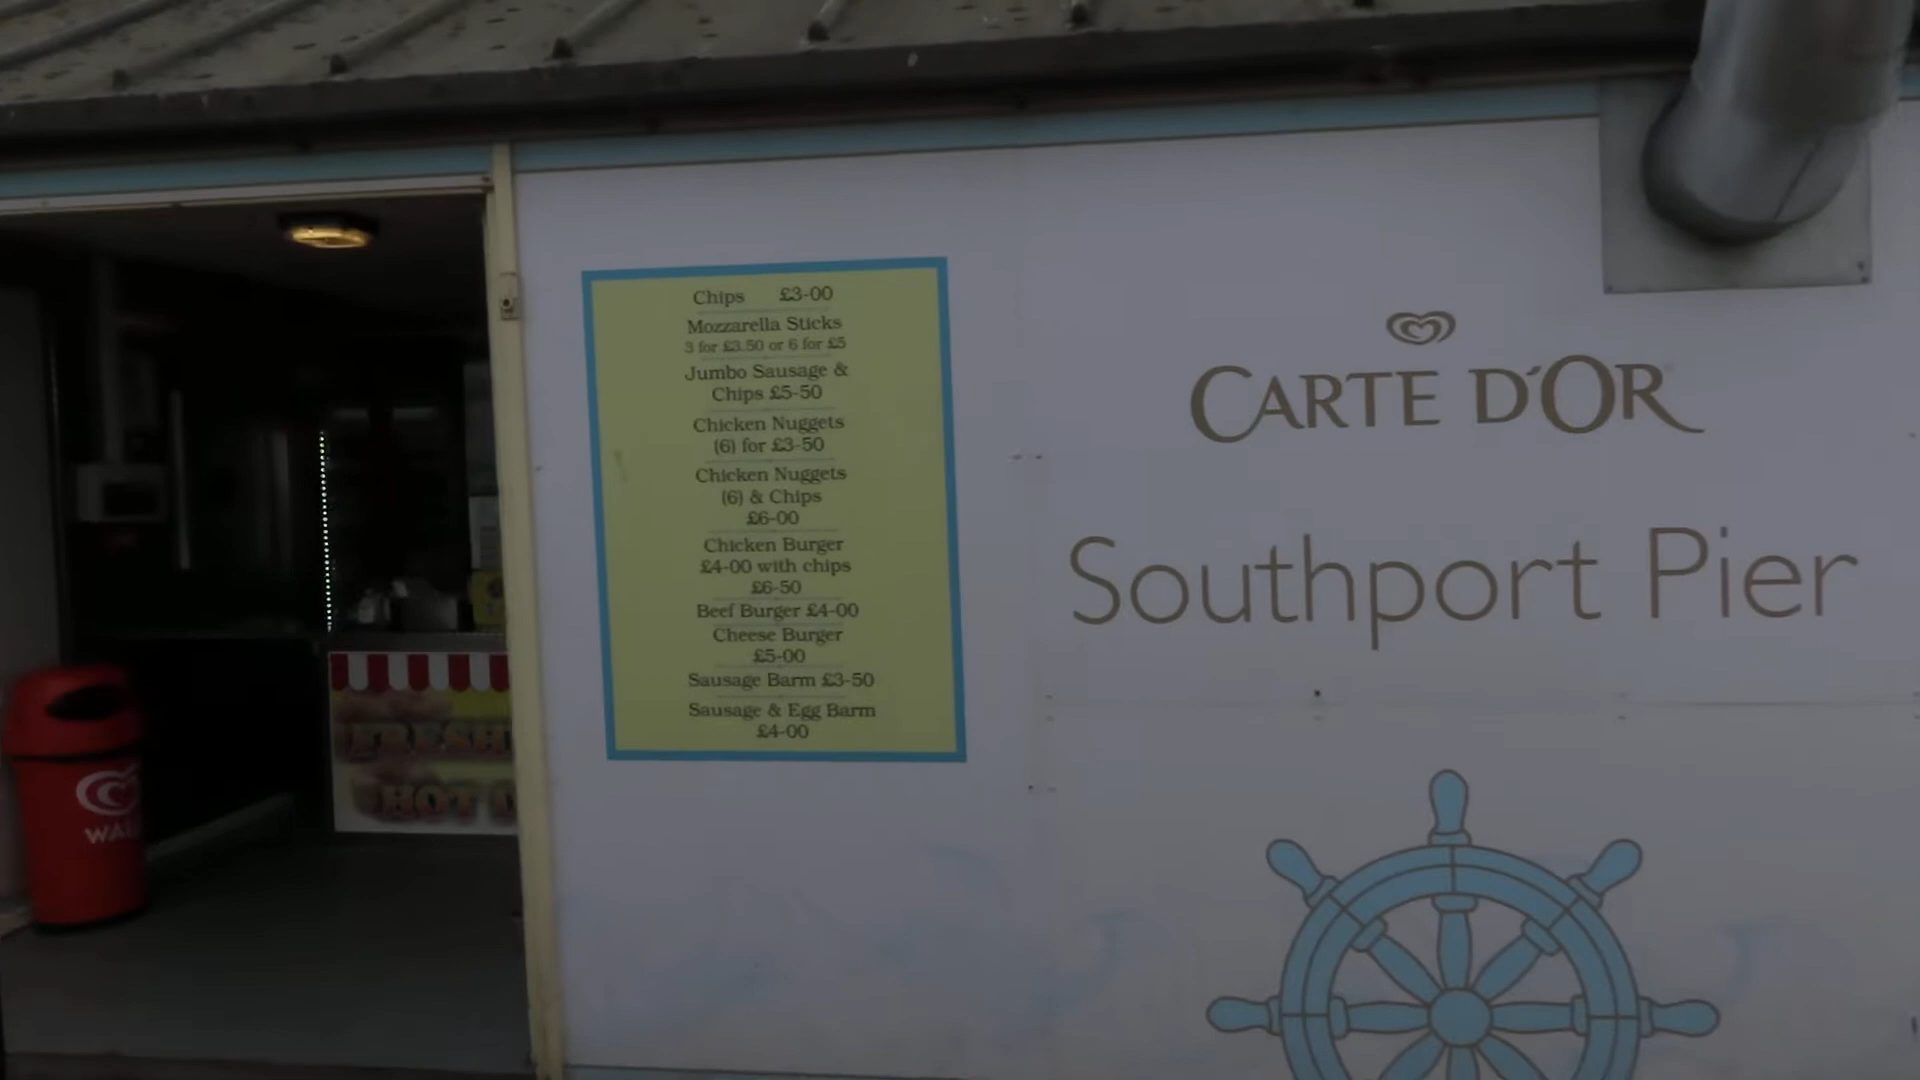 Chips £3-00
Mozzarella Sticks
3 for £3.50 or 6 for £5
Jumbo Sausage &
Chips £5-50
Chicken Nuggets
(6) for £3-50
Chicken Nuggets
(6) & Chips
£6-00
Chicken Burger
£4-00 with chips
£6-50
Beef Burger £4-00
Cheese Burger
£5-00
Sausage Barm £3-50
Sausage & Egg Barm
£4-00
CARTE D'OR
Southport Pier
FRESH
HOT